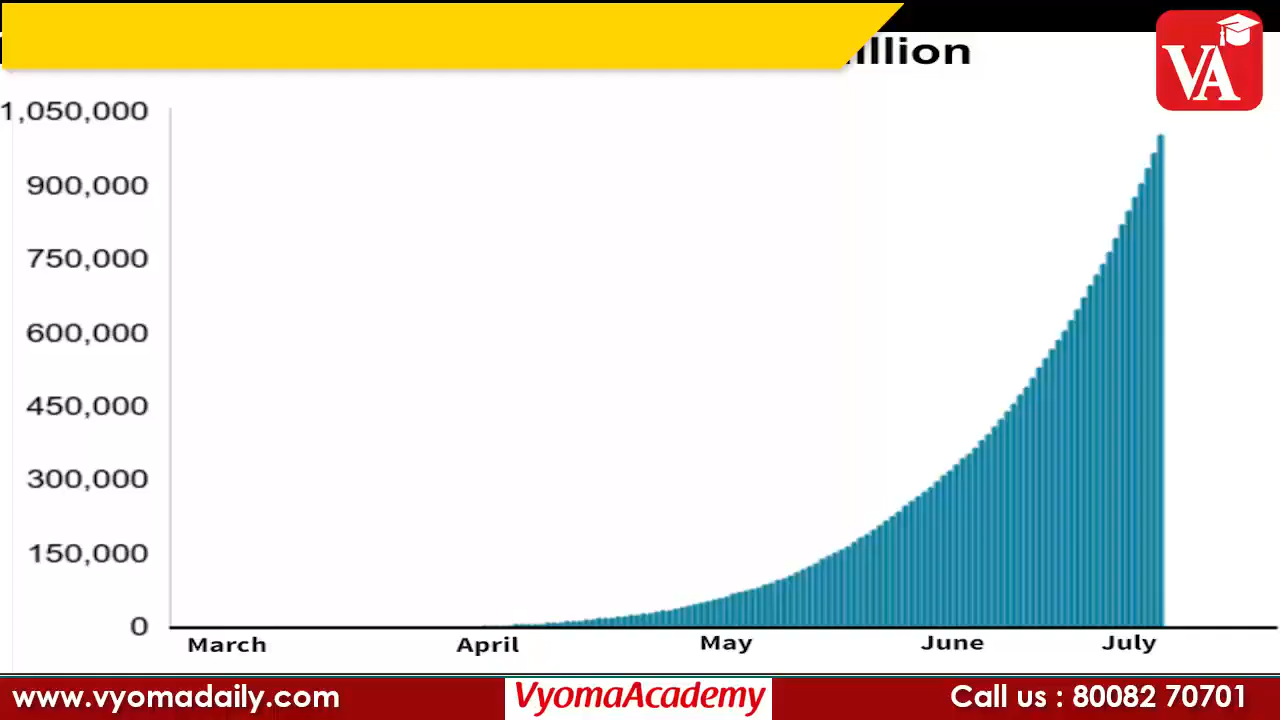 illion
VA
1,050,000
900,000
750,000
600,000
450,000
300,000
150,000
0
March April May June July
www.vyomadaily.com VyomaAcademy Call us : 80082 70701